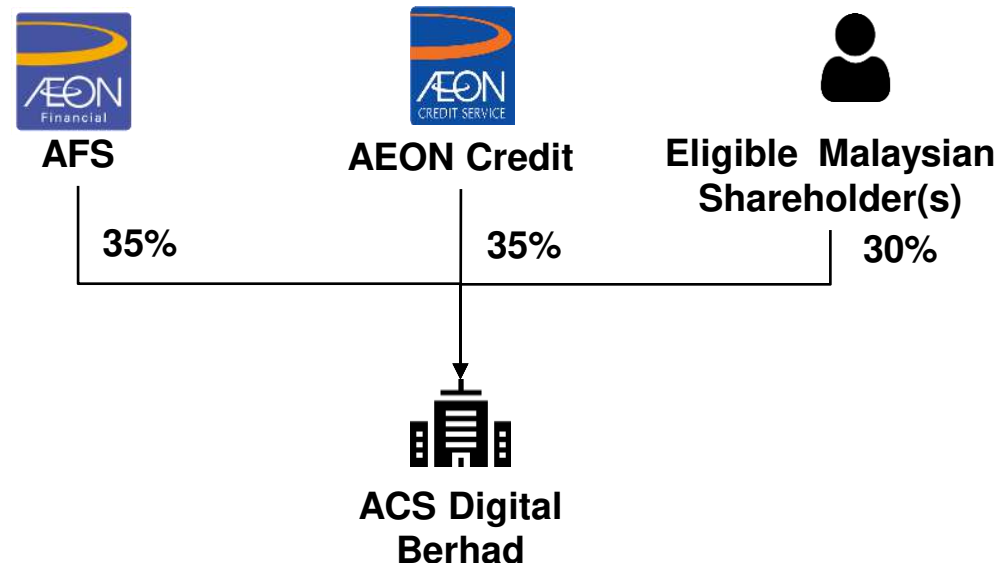 ÆON
Financial
AFS
ÆON
CREDIT SERVICE
AEON Credit
Eligible Malaysian
Shareholder(s)
35%
35%
30%
ACS Digital
Berhad